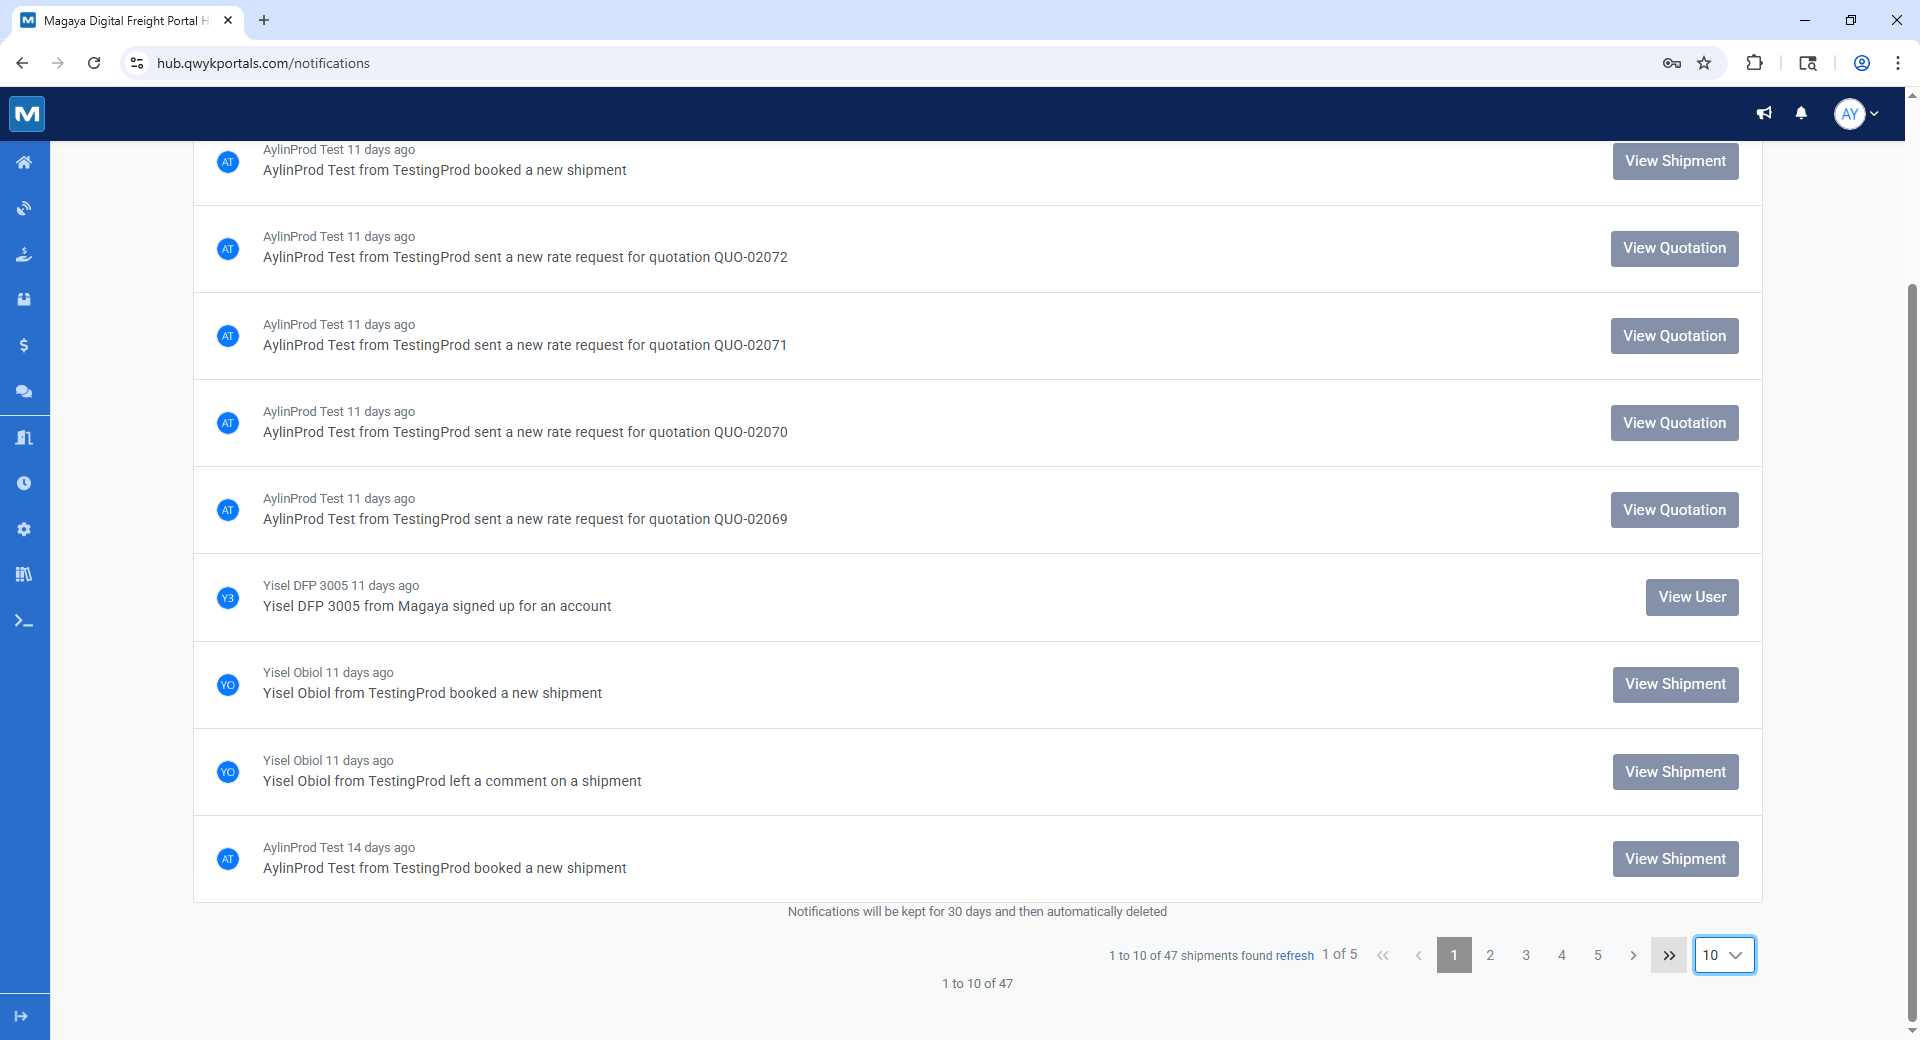 Magaya Digital Freight Portal H
hub.qwykportals.com/notifications
M
AY
AT
AylinProd Test 11 days ago
AylinProd Test from TestingProd booked a new shipment
View Shipment
AT
AylinProd Test 11 days ago
AylinProd Test from TestingProd sent a new rate request for quotation QUO-02072
View Quotation
AT
AylinProd Test 11 days ago
AylinProd Test from TestingProd sent a new rate request for quotation QUO-02071
View Quotation
AT
AylinProd Test 11 days ago
AylinProd Test from TestingProd sent a new rate request for quotation QUO-02070
View Quotation
AT
AylinProd Test 11 days ago
AylinProd Test from TestingProd sent a new rate request for quotation QUO-02069
View Quotation
Y3
Yisel DFP 3005 11 days ago
Yisel DFP 3005 from Magaya signed up for an account
View User
YO
Yisel Obiol 11 days ago
Yisel Obiol from TestingProd booked a new shipment
View Shipment
YO
Yisel Obiol 11 days ago
Yisel Obiol from TestingProd left a comment on a shipment
View Shipment
AT
AylinProd Test 14 days ago
AylinProd Test from TestingProd booked a new shipment
View Shipment
Notifications will be kept for 30 days and then automatically deleted
1 to 10 of 47 shipments found refresh 1 of 5 « ‹ 1 2 3 4 5 › » 10
1 to 10 of 47